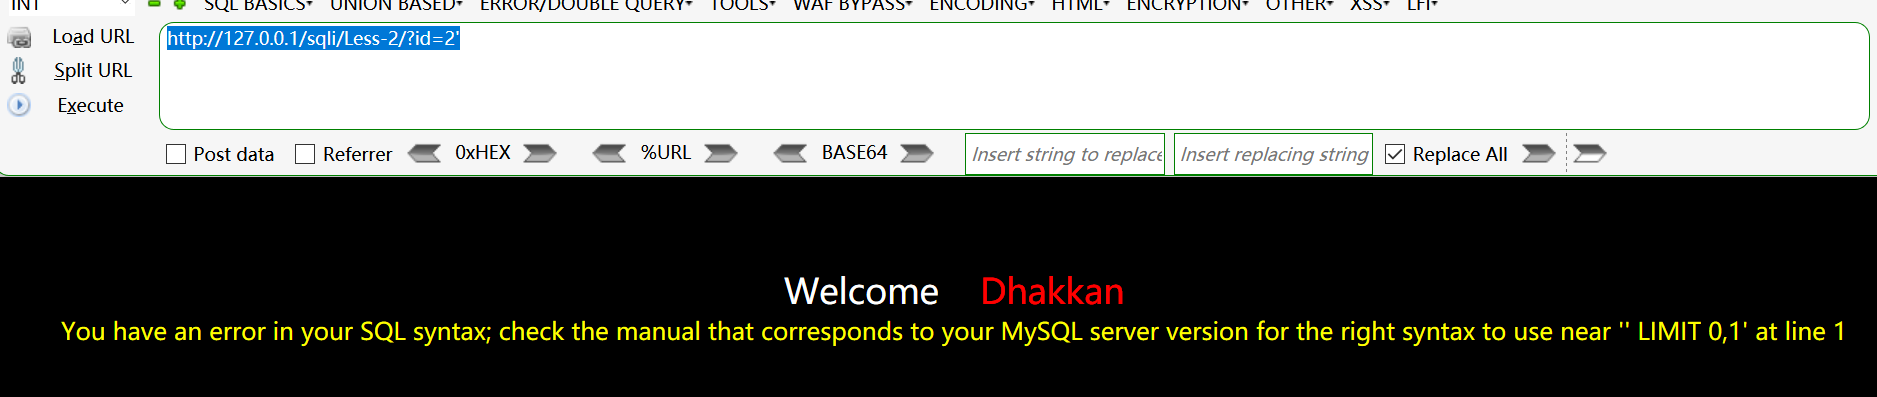 INT SQL BASICS▾ UNION BASED▾ ERROR/DOUBLE QUERY▾ TOOLS▾ WAF BYPASS▾ ENCODING▾ HTML▾ ENCRYPTION▾ OTHER▾ XSS▾ LFI▾
Load URL http://127.0.0.1/sqli/Less-2/?id=2'
Split URL
Execute
Post data Referrer 0xHEX %URL BASE64 Insert string to replace Insert replacing string Replace All
Welcome Dhakkan
You have an error in your SQL syntax; check the manual that corresponds to your MySQL server version for the right syntax to use near '' LIMIT 0,1' at line 1